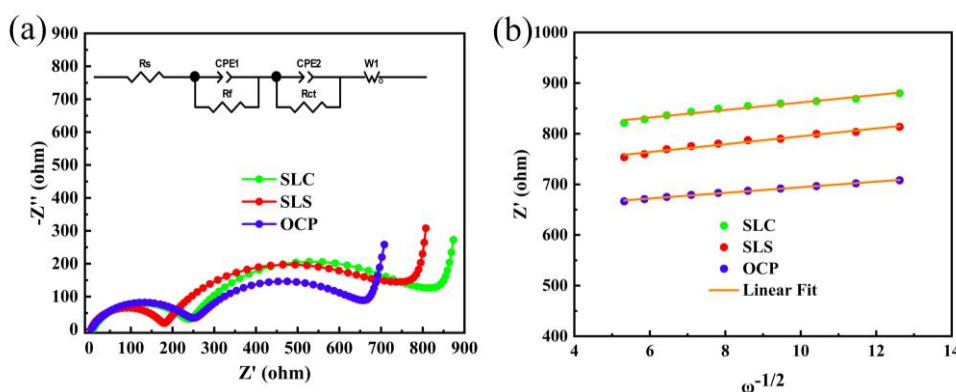 (a)
900
800
700
600
500
400
300
200
100
0
-Z'' (ohm)
Rs
CPE1
Rf
CPE2
Rct
W1
SLC
SLS
OCP
0 100 200 300 400 500 600 700 800 900
Z' (ohm)
(b)
1000
900
800
700
600
500
400
Z' (ohm)
SLC
SLS
OCP
Linear Fit
4 6 8 10 12 14
ω-1/2